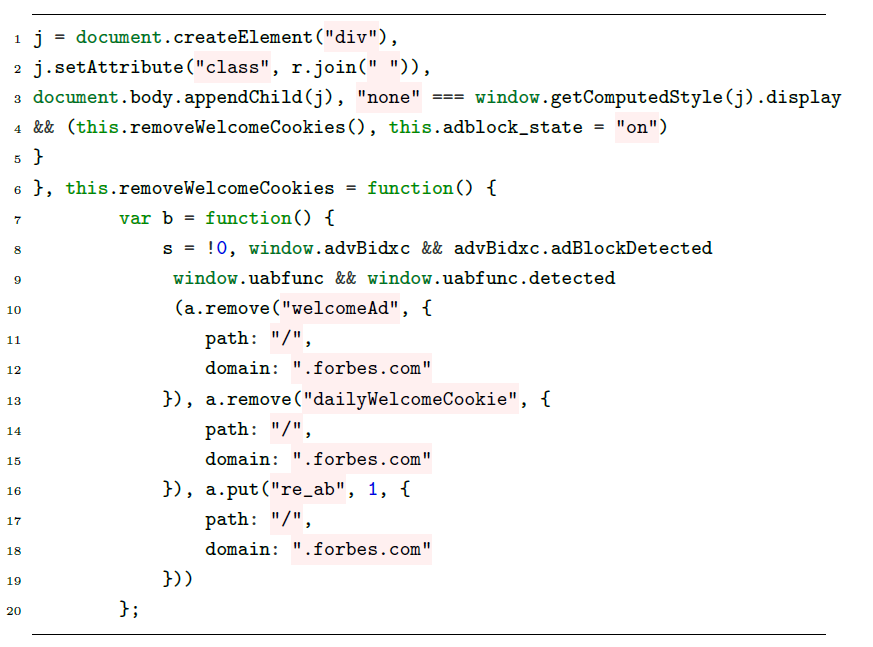 1 j = document.createElement("div"),
2 j.setAttribute("class", r.join(" ")),
3 document.body.appendChild(j), "none" === window.getComputedStyle(j).display
4 && (this.removeWelcomeCookies(), this.adblock_state = "on")
5 }
6 }, this.removeWelcomeCookies = function() {
7 var b = function() {
8 s = !0, window.advBidxc && advBidxc.adBlockDetected
9 window.uabfunc && window.uabfunc.detected
10 (a.remove("welcomeAd", {
11 path: "/",
12 domain: ".forbes.com"
13 }), a.remove("dailyWelcomeCookie", {
14 path: "/",
15 domain: ".forbes.com"
16 }), a.put("re_ab", 1, {
17 path: "/",
18 domain: ".forbes.com"
19 }))
20 };